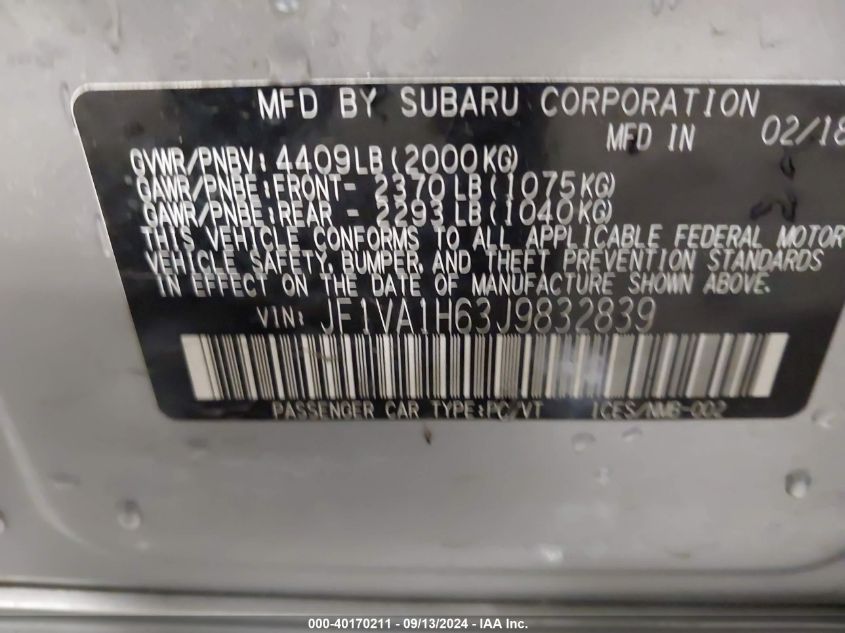 MFD BY SUBARU CORPORATION
MFD IN 02/18
GVWR/PNBV: 4409LB(2000KG)
GAWR/PNBE:FRONT- 2370LB(1075KG)
GAWR/PNBE:REAR - 2293LB(1040KG)
THIS VEHICLE CONFORMS TO ALL APPLICABLE FEDERAL MOTOR
VEHICLE SAFETY, BUMPER, AND THEFT PREVENTION STANDARDS
IN EFFECT ON THE DATE OF MANUFACTURE SHOWN ABOVE.
VIN: JF1VA1H63J9832839
PASSENGER CAR TYPE:PC/VT ICES/NMB-002
000-40170211 - 09/13/2024 - IAAI Inc.